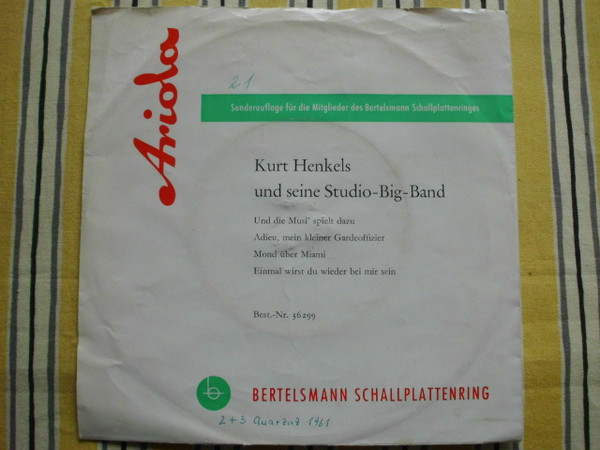 Ariola
21
Sonderauflage für die Mitglieder des Bertelsmann Schallplattenringes
Kurt Henkels
und seine Studio-Big-Band
Und die Musi' spielt dazu
Adieu, mein kleiner Gardeoffizier
Mond über Miami
Einmal wirst du wieder bei mir sein
Best.-Nr. 36299
b
BERTELSMANN SCHALLPLATTENRING
2+3 Quartal 1961